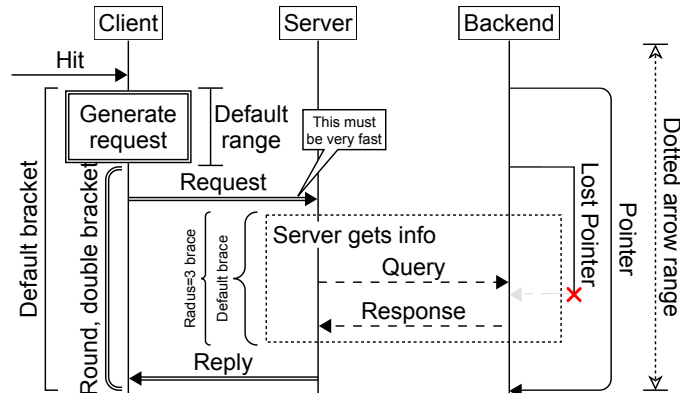 Client
Server
Backend
Hit
Generate
request
Default
range
This must
be very fast
Request
Default bracket
Round, double bracket
Radius=3 brace
Default brace
Server gets info
Query
Response
Reply
Lost Pointer
Pointer
Dotted arrow range